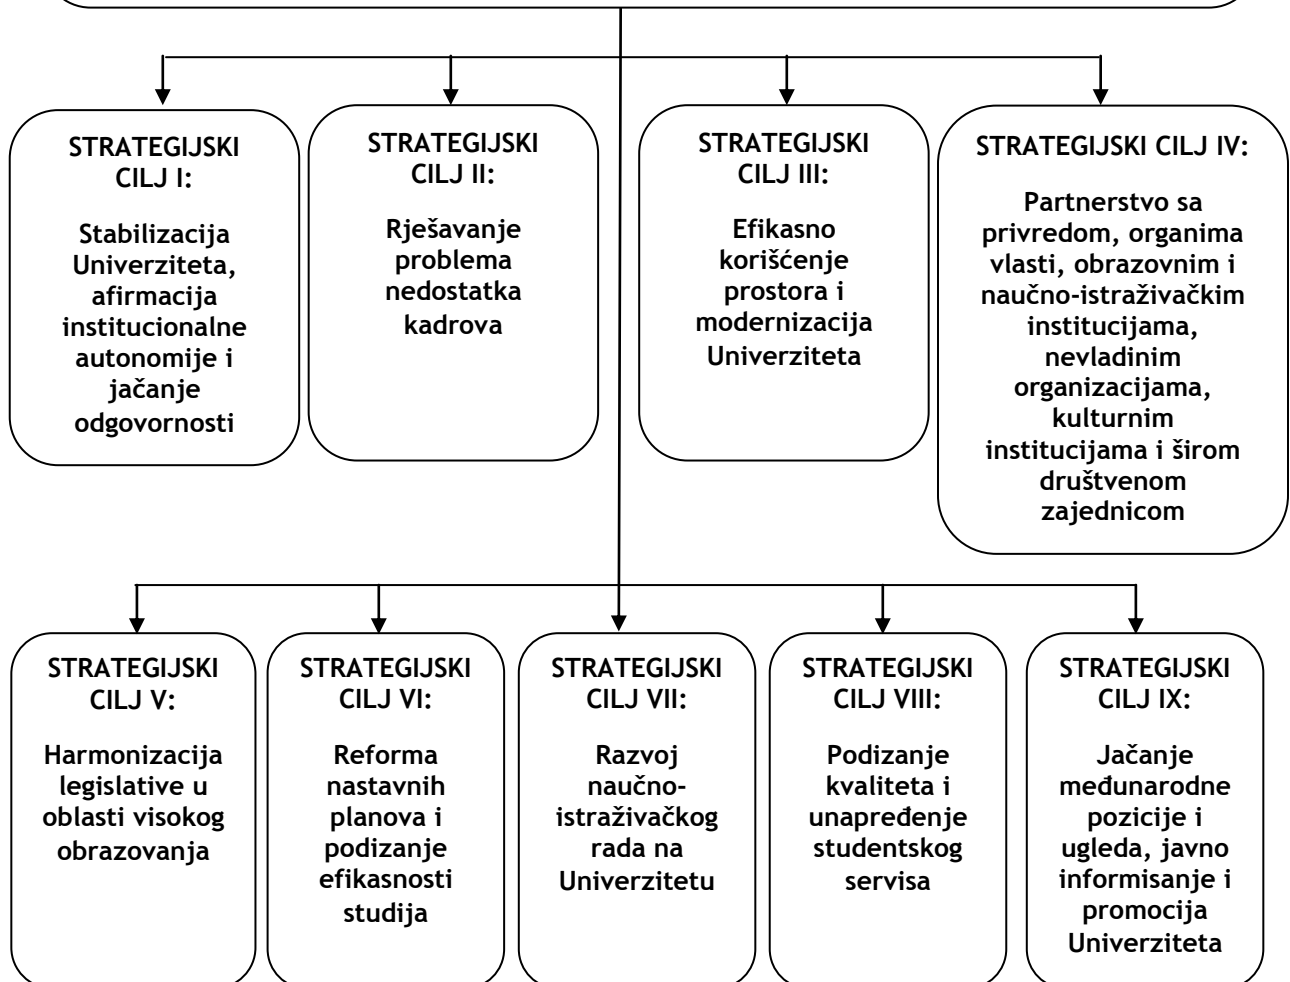 STRATEGIJSKI
CILJ I:
Stabilizacija
Univerziteta,
afirmacija
institucionalne
autonomije i
jačanje
odgovornosti
STRATEGIJSKI
CILJ II:
Rješavanje
problema
nedostatka
kadrova
STRATEGIJSKI
CILJ III:
Efikasno
korišćenje
prostora i
modernizacija
Univerziteta
STRATEGIJSKI CILJ IV:
Partnerstvo sa
privredom, organima
vlasti, obrazovnim i
naučno-istraživačkim
institucijama,
nevladinim
organizacijama,
kulturnim
institucijama i širom
društvenom
zajednicom
STRATEGIJSKI
CILJ V:
Harmonizacija
legislative u
oblasti visokog
obrazovanja
STRATEGIJSKI
CILJ VI:
Reforma
nastavnih
planova i
podizanje
efikasnosti
studija
STRATEGIJSKI
CILJ VII:
Razvoj
naučno-
istraživačkog
rada na
Univerzitetu
STRATEGIJSKI
CILJ VIII:
Podizanje
kvaliteta i
unapređenje
studentskog
servisa
STRATEGIJSKI
CILJ IX:
Jačanje
međunarodne
pozicije i
ugleda, javno
informisanje i
promocija
Univerziteta